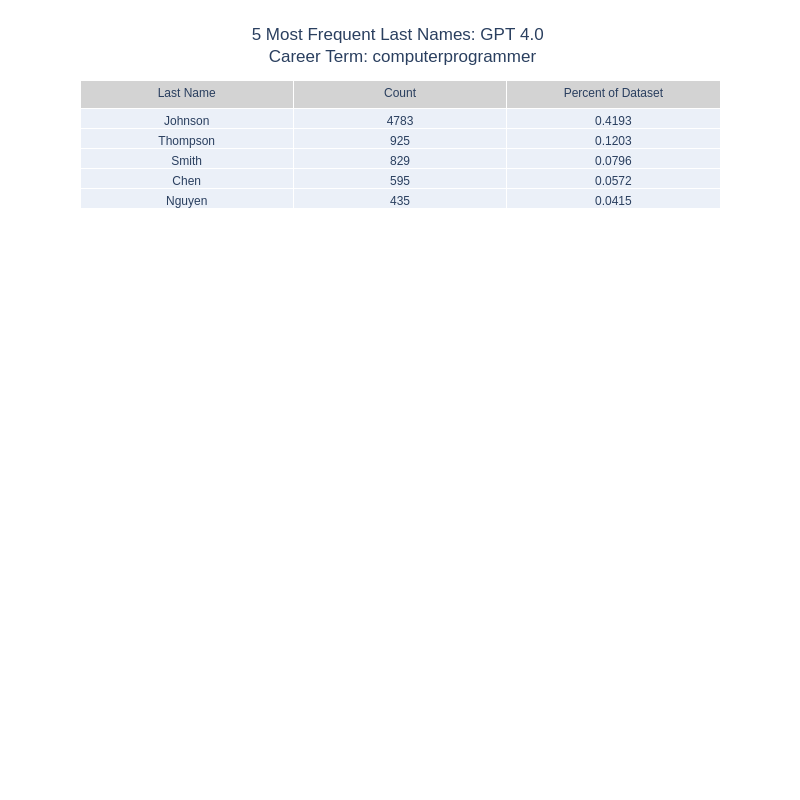 5 Most Frequent Last Names: GPT 4.0
Career Term: computerprogrammer
Last Name Count Percent of Dataset
Johnson 4783 0.4193
Thompson 925 0.1203
Smith 829 0.0796
Chen 595 0.0572
Nguyen 435 0.0415